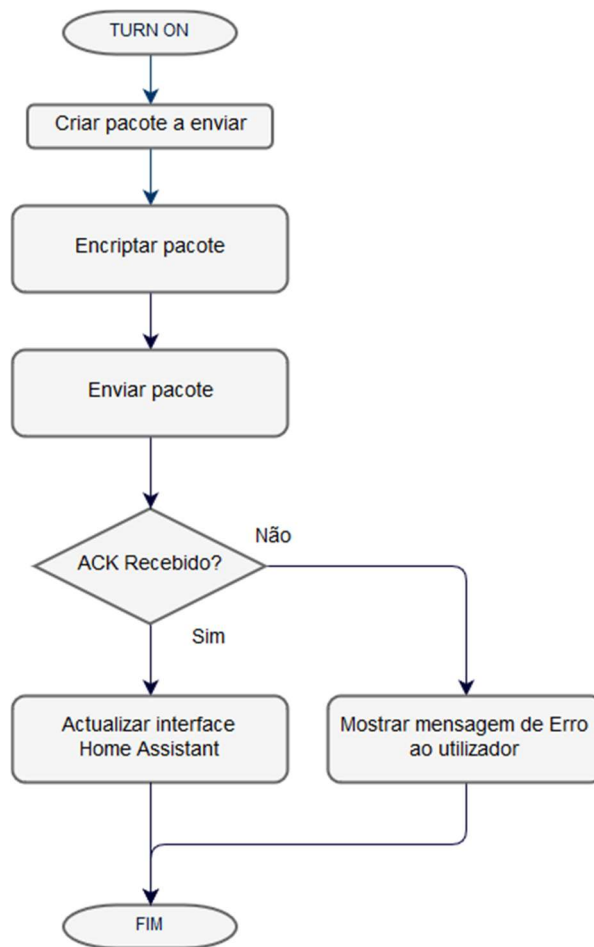 TURN ON
Criar pacote a enviar
Encriptar pacote
Enviar pacote
ACK Recebido?
Não
Sim
Actualizar interface
Home Assistant
Mostrar mensagem de Erro
ao utilizador
FIM